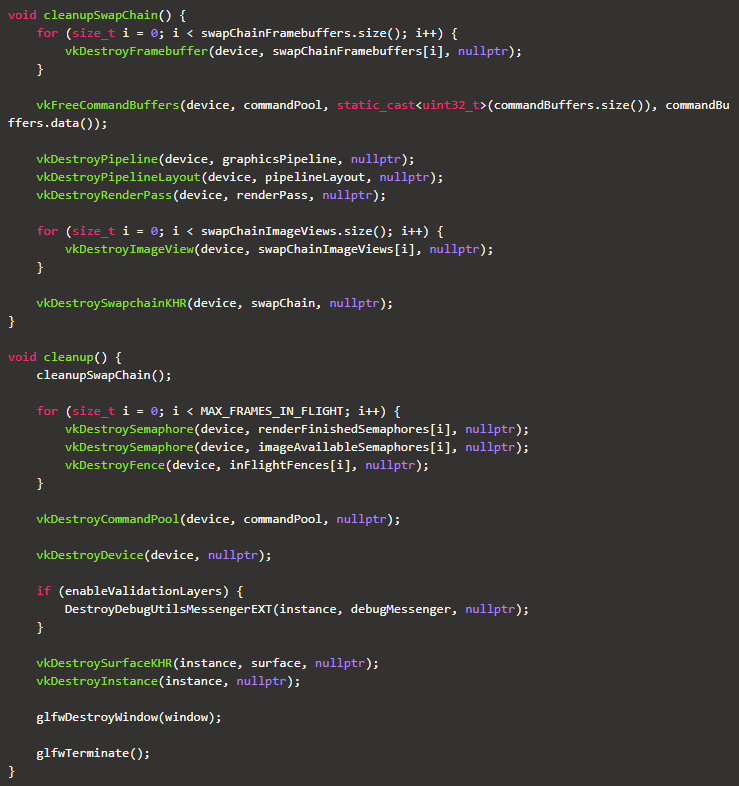 void cleanupSwapChain() {
    for (size_t i = 0; i < swapChainFramebuffers.size(); i++) {
        vkDestroyFramebuffer(device, swapChainFramebuffers[i], nullptr);
    }

    vkFreeCommandBuffers(device, commandPool, static_cast<uint32_t>(commandBuffers.size()), commandBu
ffers.data());

    vkDestroyPipeline(device, graphicsPipeline, nullptr);
    vkDestroyPipelineLayout(device, pipelineLayout, nullptr);
    vkDestroyRenderPass(device, renderPass, nullptr);

    for (size_t i = 0; i < swapChainImageViews.size(); i++) {
        vkDestroyImageView(device, swapChainImageViews[i], nullptr);
    }

    vkDestroySwapchainKHR(device, swapChain, nullptr);
}

void cleanup() {
    cleanupSwapChain();

    for (size_t i = 0; i < MAX_FRAMES_IN_FLIGHT; i++) {
        vkDestroySemaphore(device, renderFinishedSemaphores[i], nullptr);
        vkDestroySemaphore(device, imageAvailableSemaphores[i], nullptr);
        vkDestroyFence(device, inFlightFences[i], nullptr);
    }

    vkDestroyCommandPool(device, commandPool, nullptr);

    vkDestroyDevice(device, nullptr);

    if (enableValidationLayers) {
        DestroyDebugUtilsMessengerEXT(instance, debugMessenger, nullptr);
    }

    vkDestroySurfaceKHR(instance, surface, nullptr);
    vkDestroyInstance(instance, nullptr);

    glfwDestroyWindow(window);

    glfwTerminate();
}